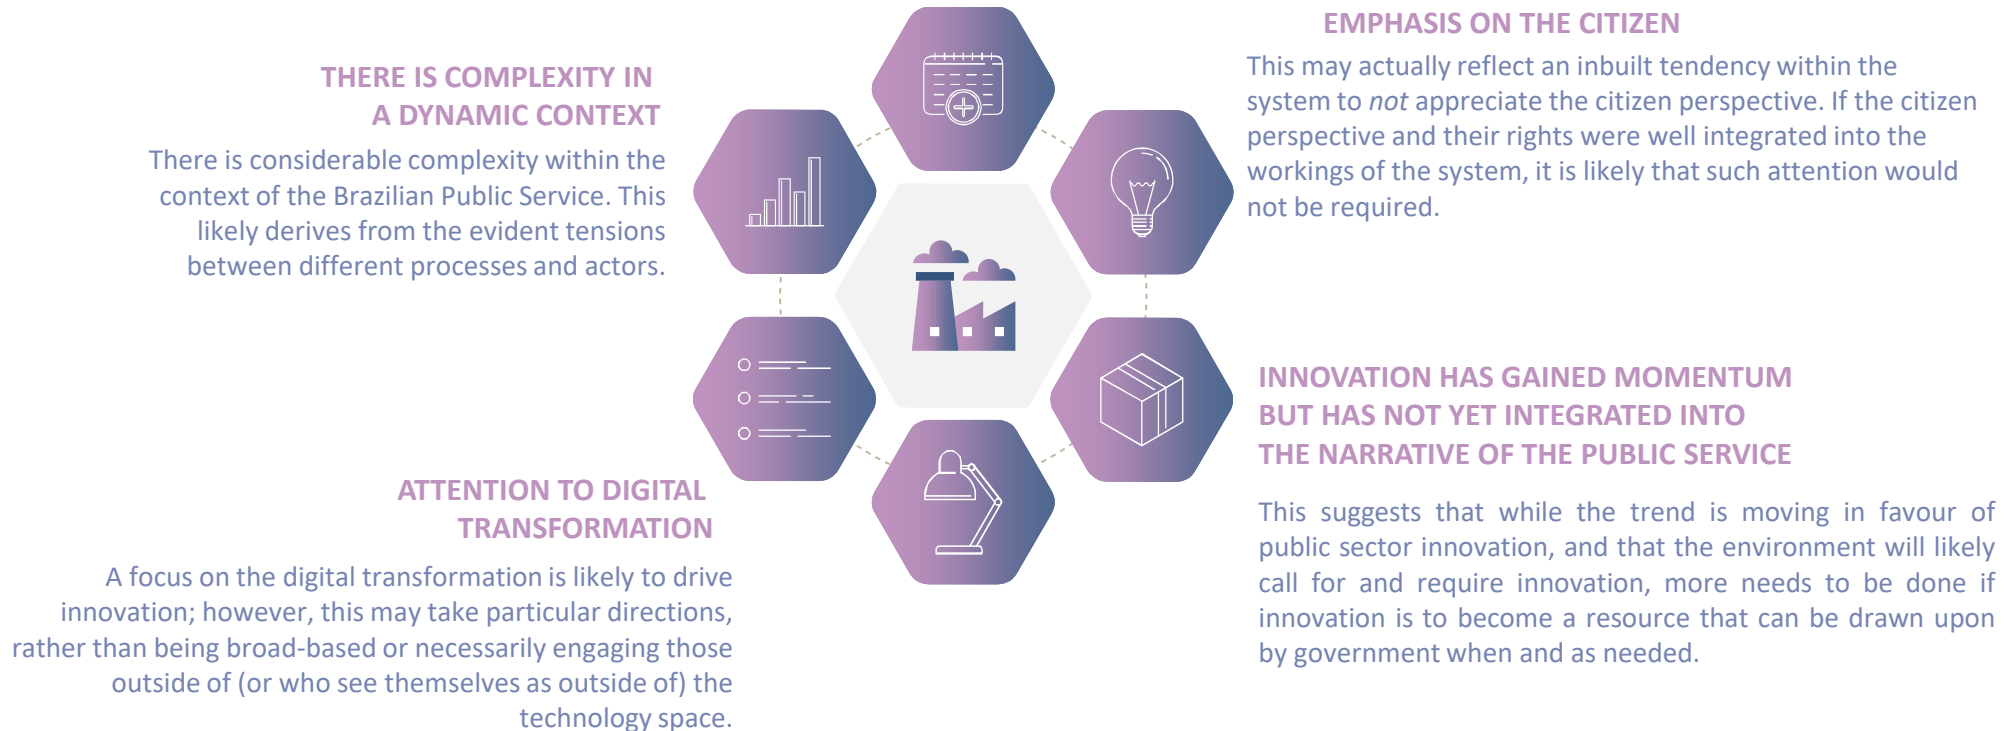 THERE IS COMPLEXITY IN
A DYNAMIC CONTEXT
There is considerable complexity within the
context of the Brazilian Public Service. This
likely derives from the evident tensions
between different processes and actors.
EMPHASIS ON THE CITIZEN
This may actually reflect an inbuilt tendency within the
system to not appreciate the citizen perspective. If the citizen
perspective and their rights were well integrated into the
workings of the system, it is likely that such attention would
not be required.
ATTENTION TO DIGITAL
TRANSFORMATION
A focus on the digital transformation is likely to drive
innovation; however, this may take particular directions,
rather than being broad-based or necessarily engaging those
outside of (or who see themselves as outside of) the
technology space.
INNOVATION HAS GAINED MOMENTUM
BUT HAS NOT YET INTEGRATED INTO
THE NARRATIVE OF THE PUBLIC SERVICE
This suggests that while the trend is moving in favour of
public sector innovation, and that the environment will likely
call for and require innovation, more needs to be done if
innovation is to become a resource that can be drawn upon
by government when and as needed.